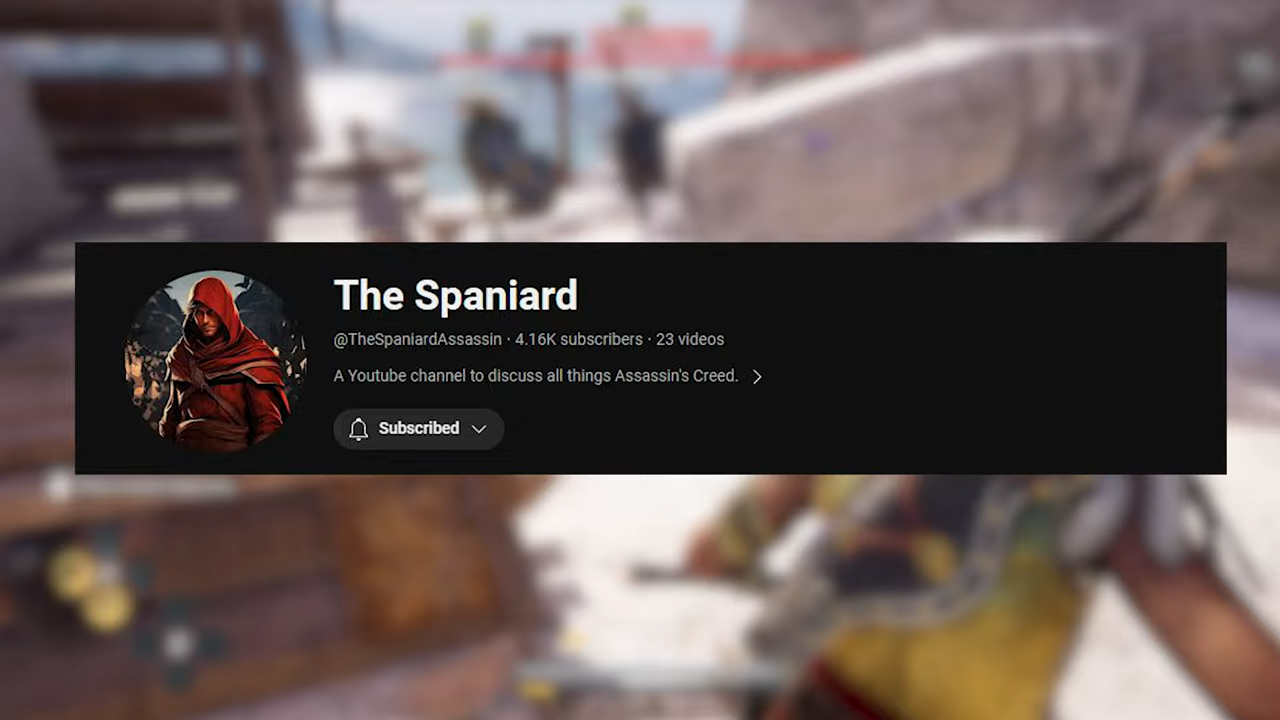 The Spaniard
@TheSpaniardAssassin · 4.16K subscribers · 23 videos
A Youtube channel to discuss all things Assassin's Creed.
Subscribed